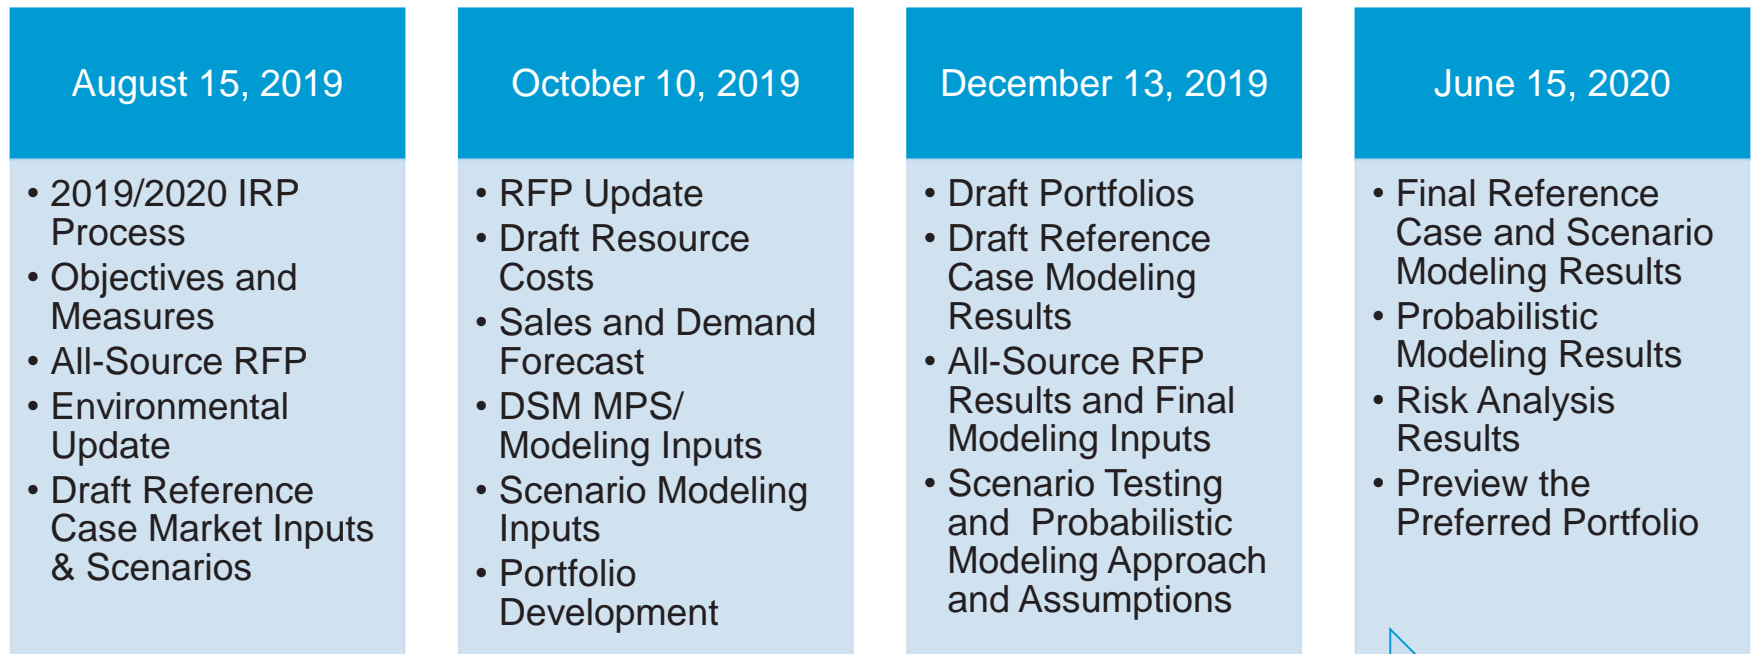 August 15, 2019
• 2019/2020 IRP
Process
• Objectives and
Measures
• All-Source RFP
• Environmental
Update
• Draft Reference
Case Market Inputs
& Scenarios
October 10, 2019
• RFP Update
• Draft Resource
Costs
• Sales and Demand
Forecast
• DSM MPS/
Modeling Inputs
• Scenario Modeling
Inputs
• Portfolio
Development
December 13, 2019
• Draft Portfolios
• Draft Reference
Case Modeling
Results
• All-Source RFP
Results and Final
Modeling Inputs
• Scenario Testing
and  Probabilistic
Modeling Approach
and Assumptions
June 15, 2020
• Final Reference
Case and Scenario
Modeling Results
• Probabilistic
Modeling Results
• Risk Analysis
Results
• Preview the
Preferred Portfolio